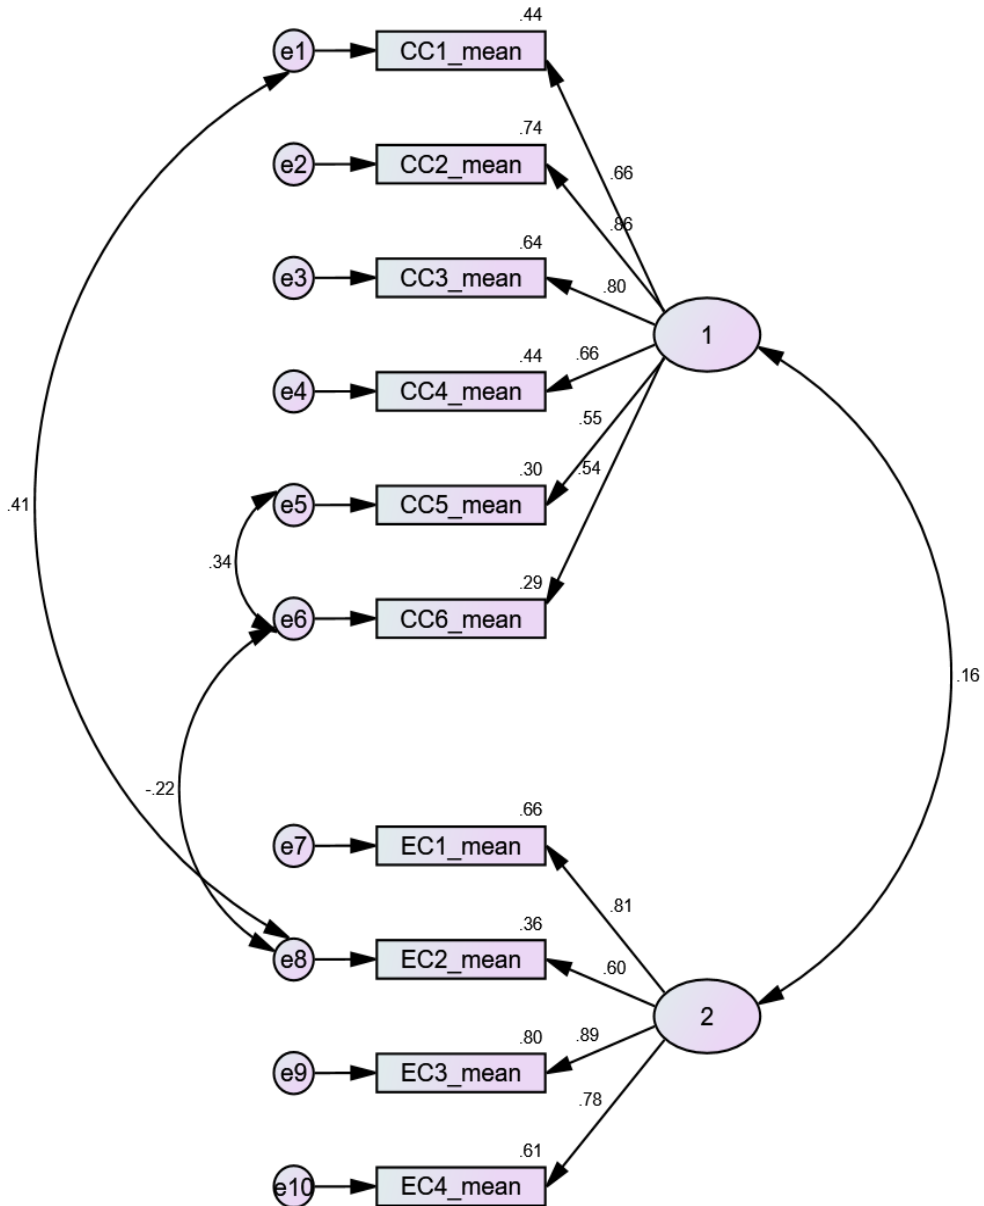 .44
e1 CC1_mean
.74
e2 CC2_mean
.66
.86
.64
e3 CC3_mean
.80
1
.44
e4 CC4_mean
.66
.55
.54
.30
e5 CC5_mean
.41
.34
.29
e6 CC6_mean
.16
-.22
.66
e7 EC1_mean
.81
.36
e8 EC2_mean
.60
2
.80
e9 EC3_mean
.89
.78
.61
e10 EC4_mean